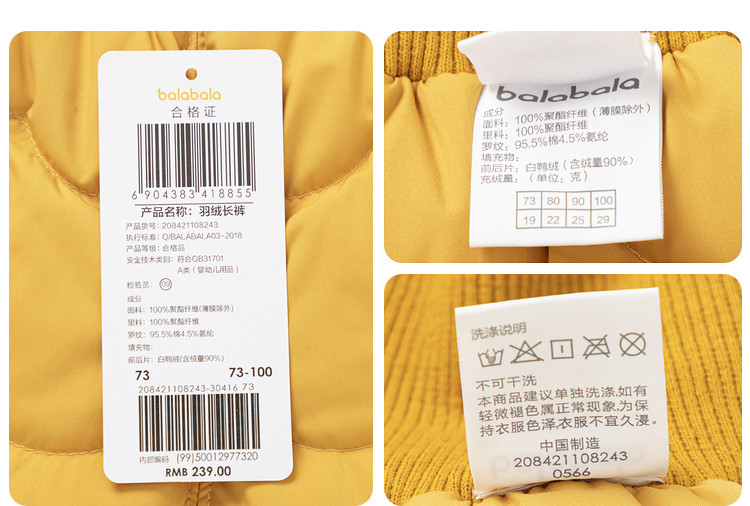 balabala
合格证
6 904383 418855
产品名称：羽绒长裤
产品货号：208421108243
执行标准：Q/BALABALA03-2018
产品等级：合格品
安全技术类别：符合GB31701
A类（婴幼儿用品）
检验员：09
成分
面料：100%聚酯纤维(薄膜除外)
里料：100%聚酯纤维
罗纹：95.5%棉4.5%氨纶
填充物：
前后片：白鸭绒(含绒量90%)
73 73-100
208421108243-30416 73
内部编码：(99)50012977320
RMB 239.00
balabala
成分
面料：100%聚酯纤维（薄膜除外）
里料：100%聚酯纤维
罗纹：95.5%棉4.5%氨纶
填充物：
前后片：白鸭绒（含绒量90%）
充绒量：（单位：克）
73 80 90 100
19 22 25 29
洗涤说明
不可干洗
本商品建议单独洗涤,如有
轻微褪色属正常现象,为保
持衣服色泽,衣服不宜久浸。
中国制造
208421108243
0566